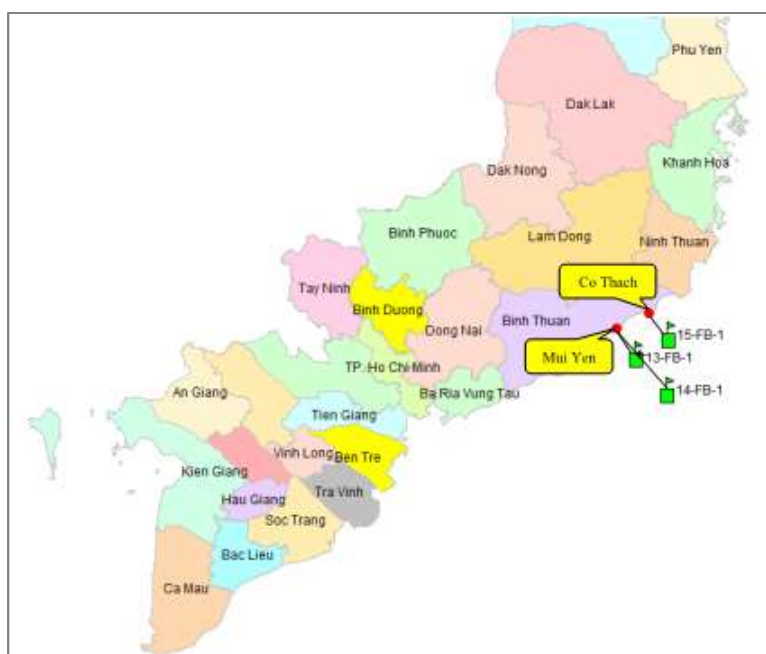 Phu Yen
Dak Lak
Khanh Hoa
Dak Nong
Binh Phuoc
Lam Dong
Ninh Thuan
Tay Ninh
Co Thach
Binh Duong
Dong Nai
Binh Thuan
15-FB-1
Mui Yen
13-FB-1
TP. Ho Chi Minh
An Giang
Ba Ria Vung Tau
14-FB-1
Tien Giang
Vinh Long
Ben Tre
Kien Giang
Hau Giang
Tra Vinh
Soc Trang
Bac Lieu
Ca Mau